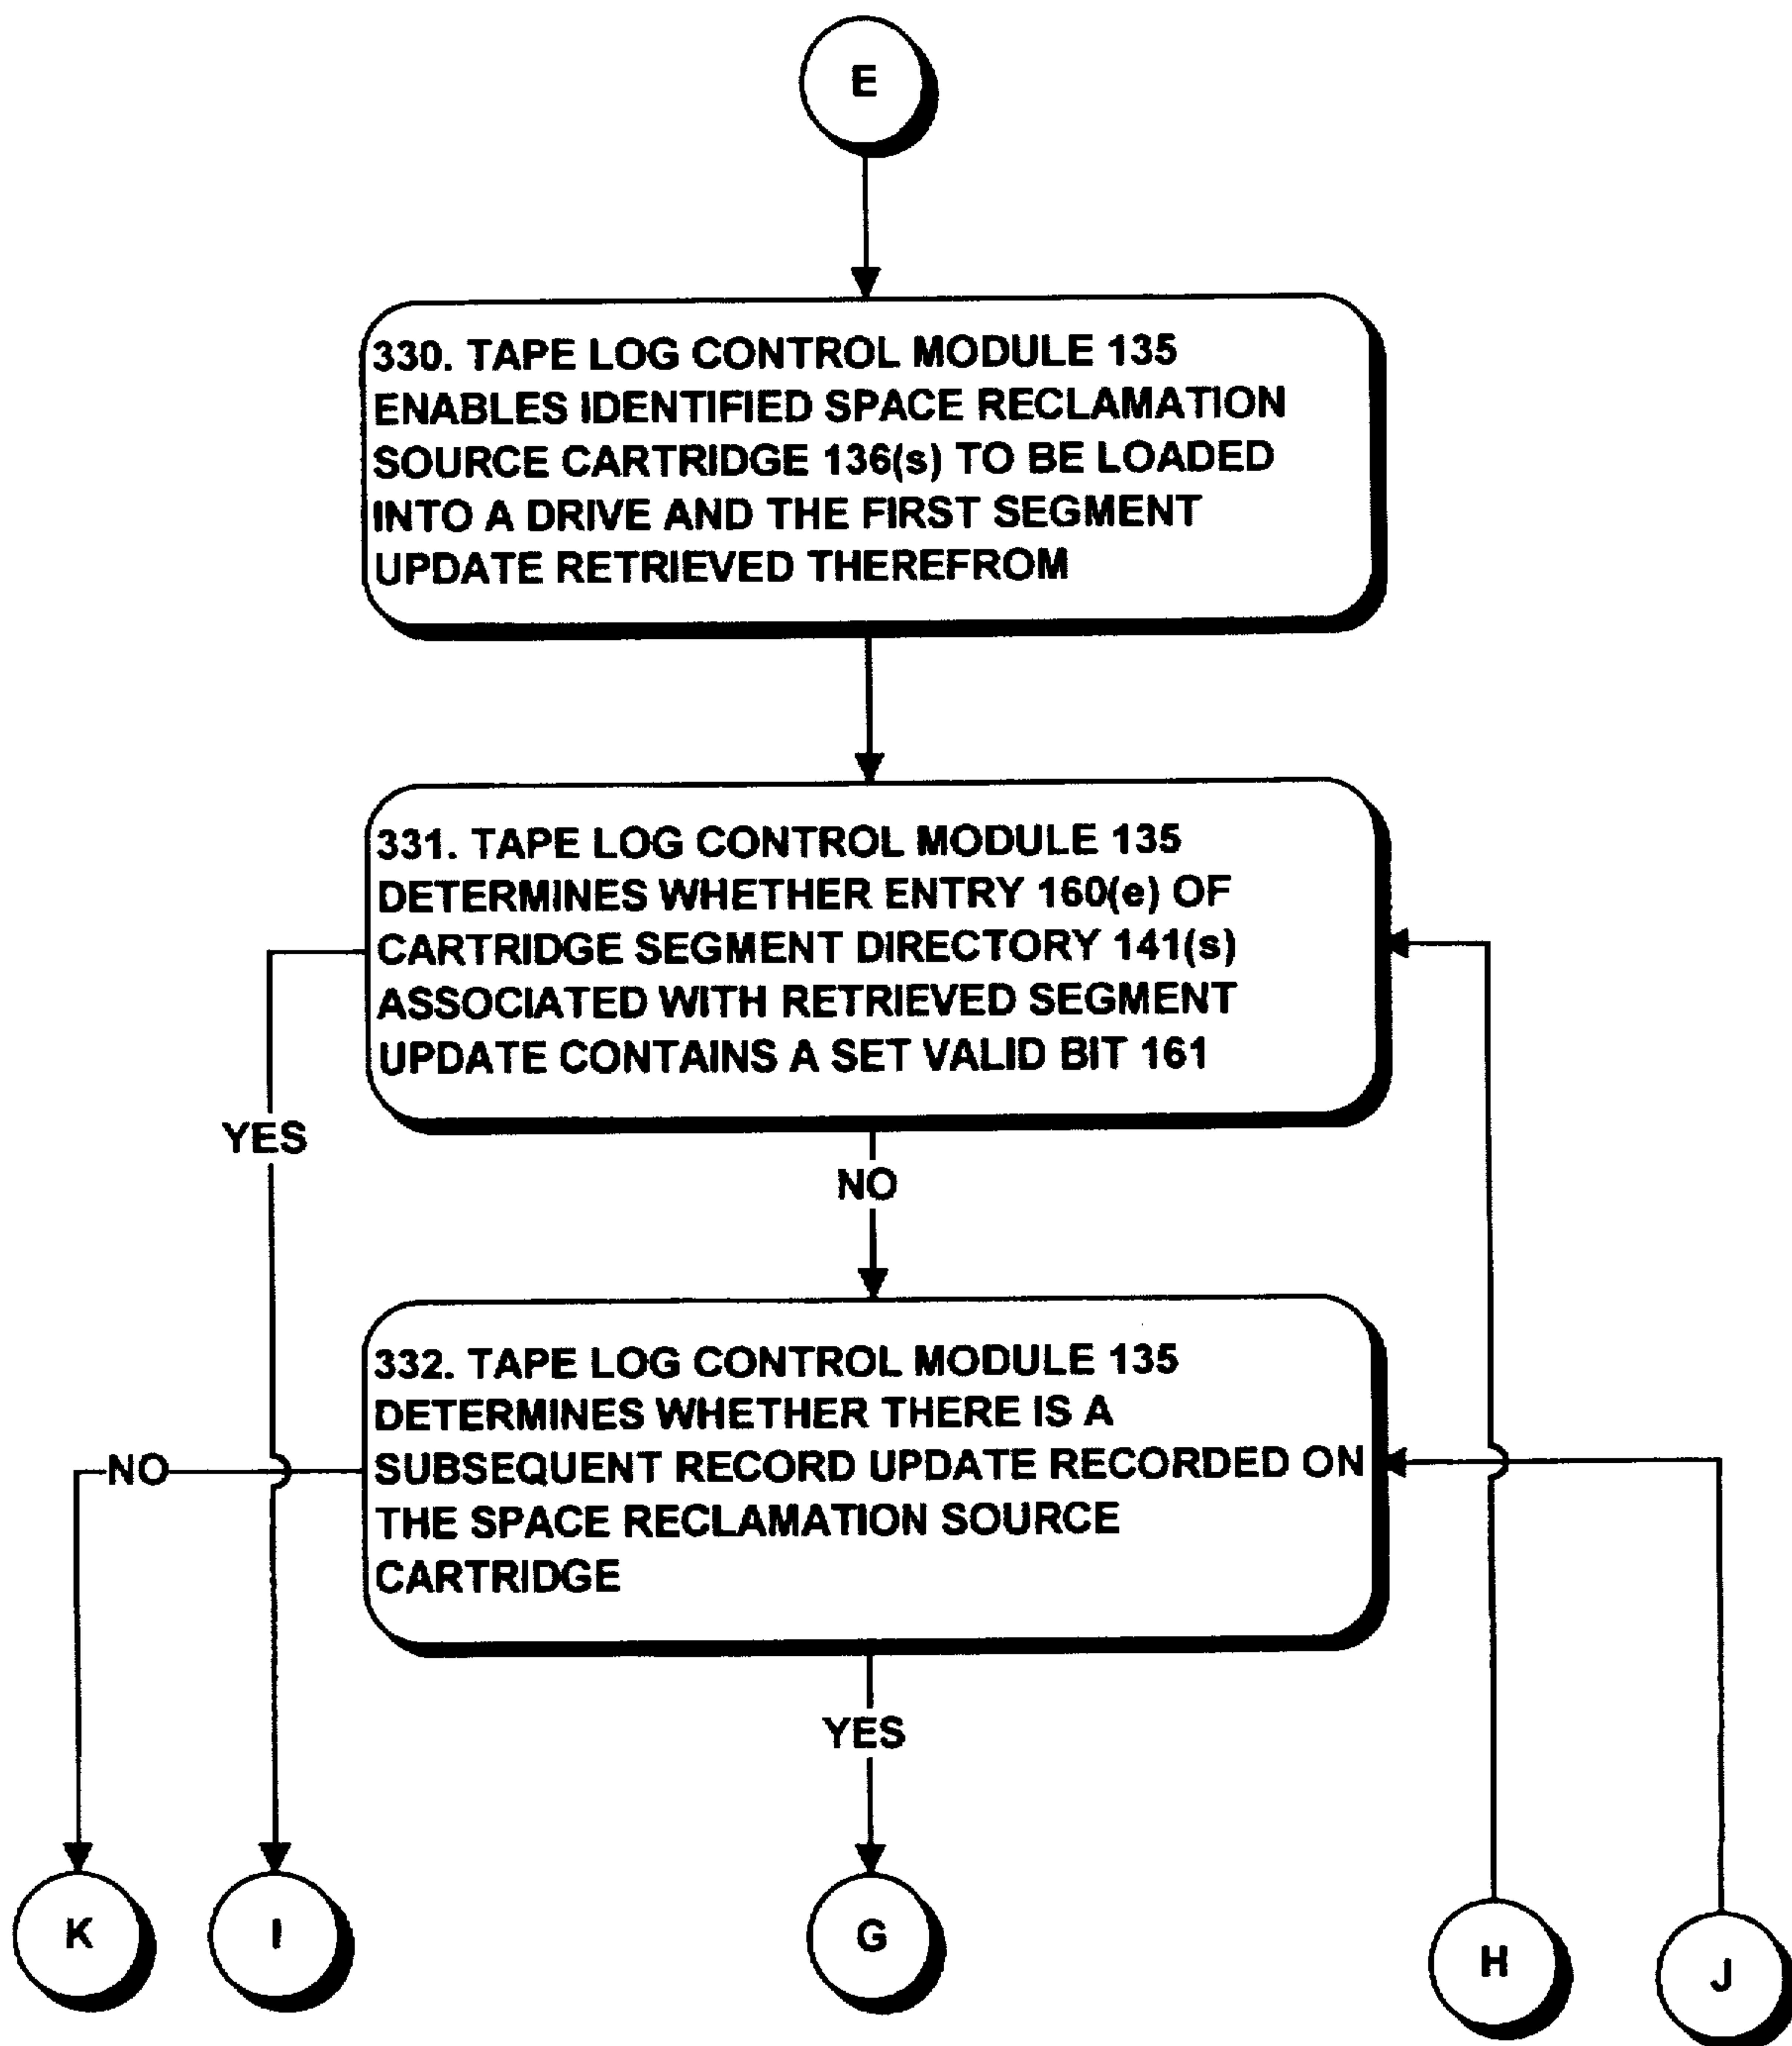 E
330. TAPE LOG CONTROL MODULE 135
ENABLES IDENTIFIED SPACE RECLAMATION
SOURCE CARTRIDGE 136(s) TO BE LOADED
INTO A DRIVE AND THE FIRST SEGMENT
UPDATE RETRIEVED THEREFROM
331. TAPE LOG CONTROL MODULE 135
DETERMINES WHETHER ENTRY 160(e) OF
CARTRIDGE SEGMENT DIRECTORY 141(s)
ASSOCIATED WITH RETRIEVED SEGMENT
UPDATE CONTAINS A SET VALID BIT 161
YES
NO
332. TAPE LOG CONTROL MODULE 135
DETERMINES WHETHER THERE IS A
SUBSEQUENT RECORD UPDATE RECORDED ON
THE SPACE RECLAMATION SOURCE
CARTRIDGE
NO
YES
K
I
G
H
J